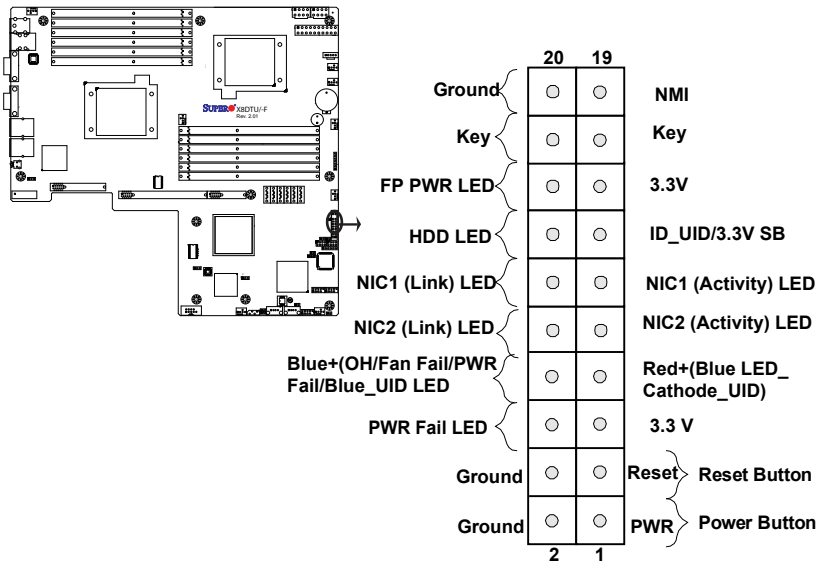 SUPER X8DTU/-F
Rev. 2.01
20 19
Ground NMI
Key Key
FP PWR LED 3.3V
HDD LED ID_UID/3.3V SB
NIC1 (Link) LED NIC1 (Activity) LED
NIC2 (Link) LED NIC2 (Activity) LED
Blue+(OH/Fan Fail/PWR
Fail/Blue_UID LED
Red+(Blue LED_
Cathode_UID)
PWR Fail LED 3.3 V
Ground Reset Reset Button
Ground PWR Power Button
2 1